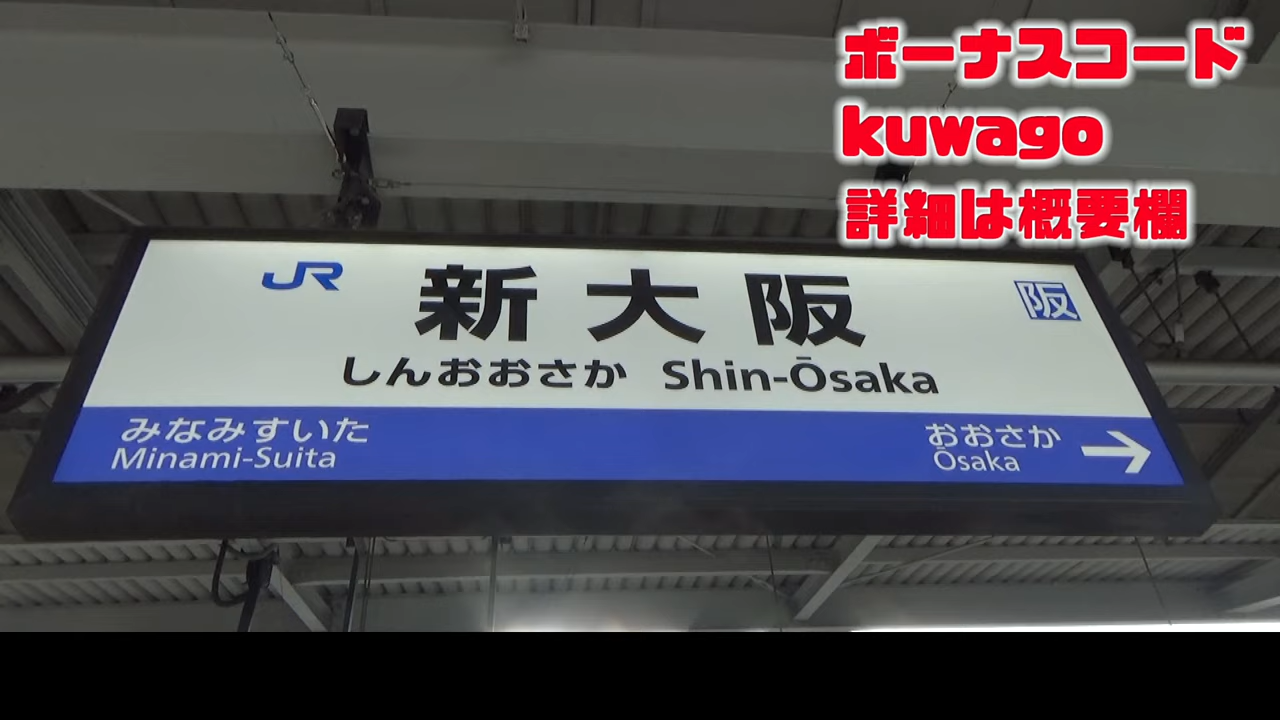 ボーナスコード
kuwago
詳細は概要欄
JR 新大阪 阪
しんおおさか Shin-Ōsaka
みなみすいた おおさか
Minami-Suita Ōsaka →